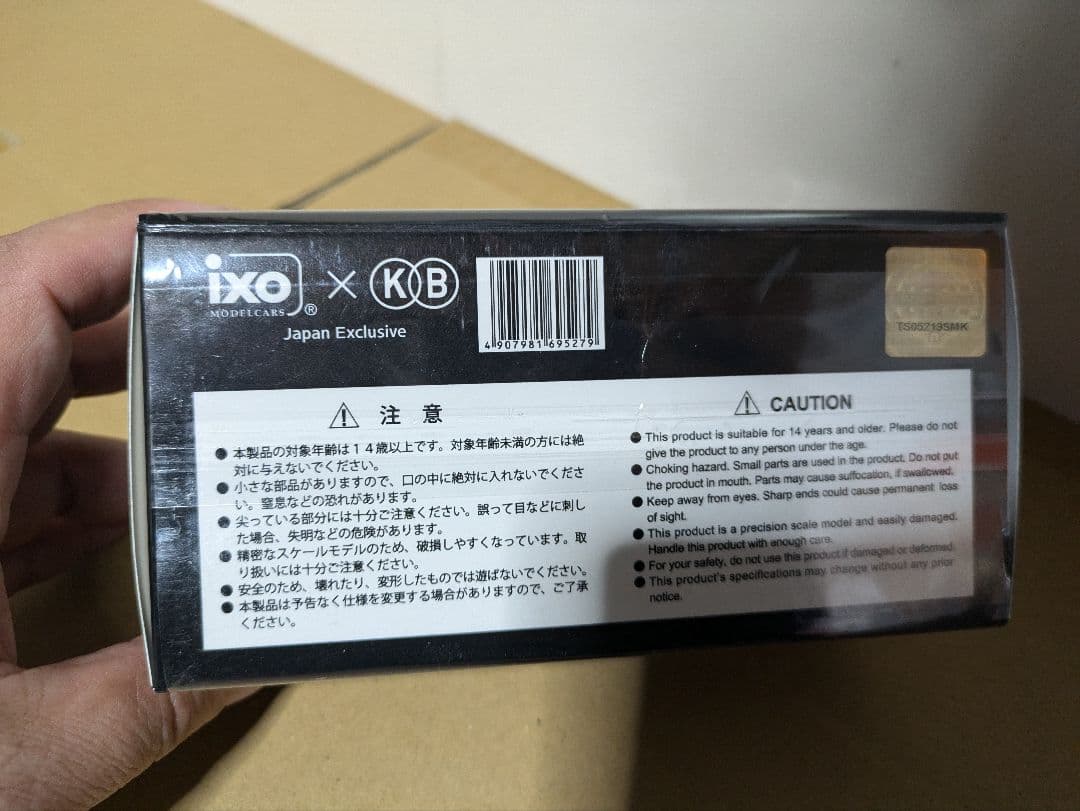 ixo ® × KB
MODELCARS
Japan Exclusive
4 907981 695279
TS05213SMK
⚠ 注 意
● 本製品の対象年齢は14歳以上です。対象年齢未満の方には絶
対に与えないでください。
● 小さな部品がありますので、口の中に絶対に入れないでくださ
い。窒息などの恐れがあります。
● 尖っている部分には十分ご注意ください。誤って目などに刺し
た場合、失明などの危険があります。
● 精密なスケールモデルのため、破損しやすくなっています。取
り扱いには十分ご注意ください。
● 安全のため、壊れたり、変形したものでは遊ばないでください。
● 本製品は予告なく仕様を変更する場合がありますので、ご了承
ください。
⚠ CAUTION
● This product is suitable for 14 years and older. Please do not
give the product to any person under the age.
● Choking hazard. Small parts are used in the product. Do not put
the product in mouth. Parts may cause suffocation, if swallowed.
● Keep away from eyes. Sharp ends could cause permanent loss
of sight.
● This product is a precision scale model and easily damaged.
Handle this product with enough care.
● For your safety, do not use this product if damaged or deformed.
● This product's specifications may change without any prior
notice.